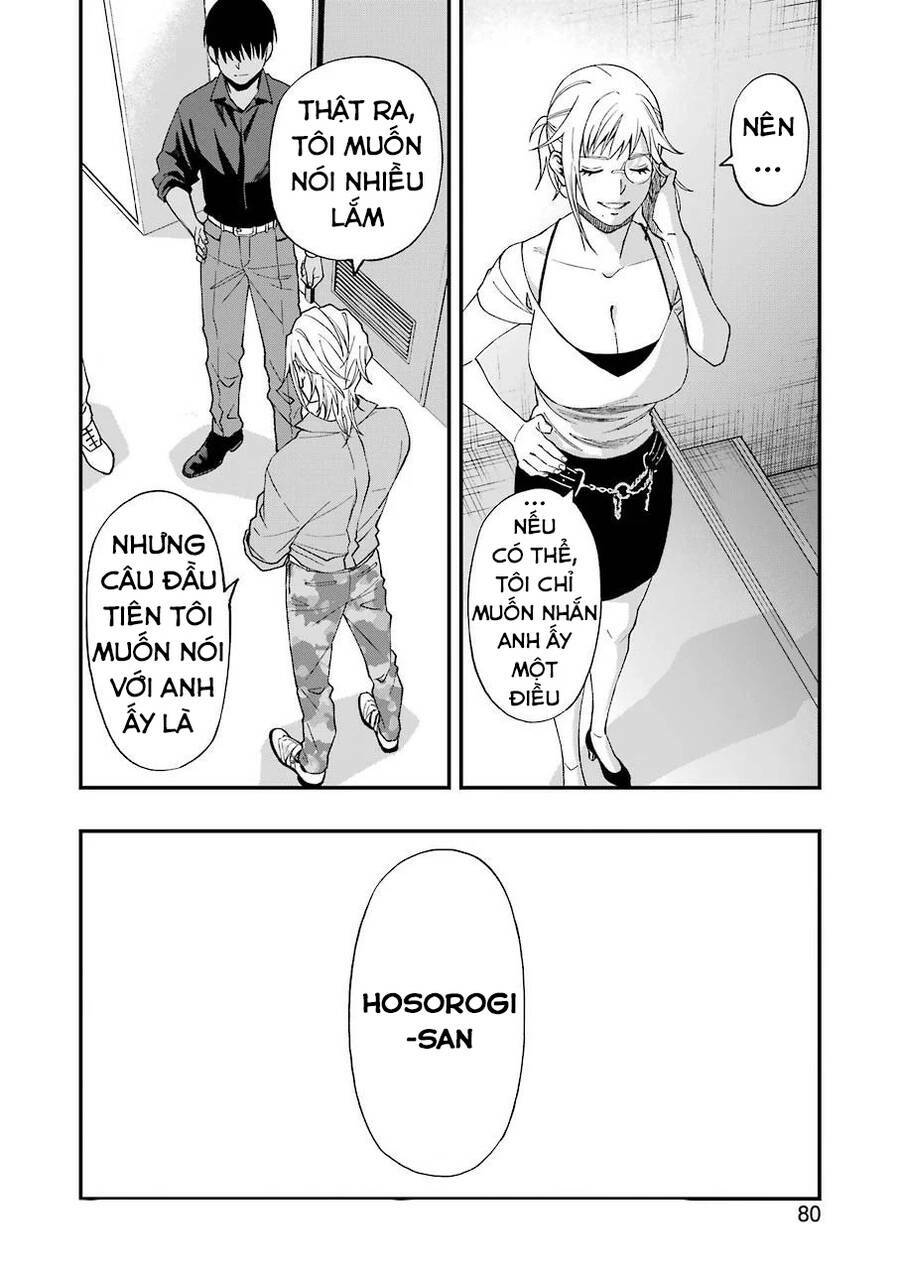 NÊN
...
...
NẾU
CÓ THỂ,
TÔI CHỈ
MUỐN NHẮN
ANH ẤY
MỘT
ĐIỀU
THẬT RA,
TÔI MUỐN
NÓI NHIỀU
LẮM
NHƯNG
CÂU ĐẦU
TIÊN TÔI
MUỐN NÓI
VỚI ANH
ẤY LÀ
HOSOROGI
-SAN
80